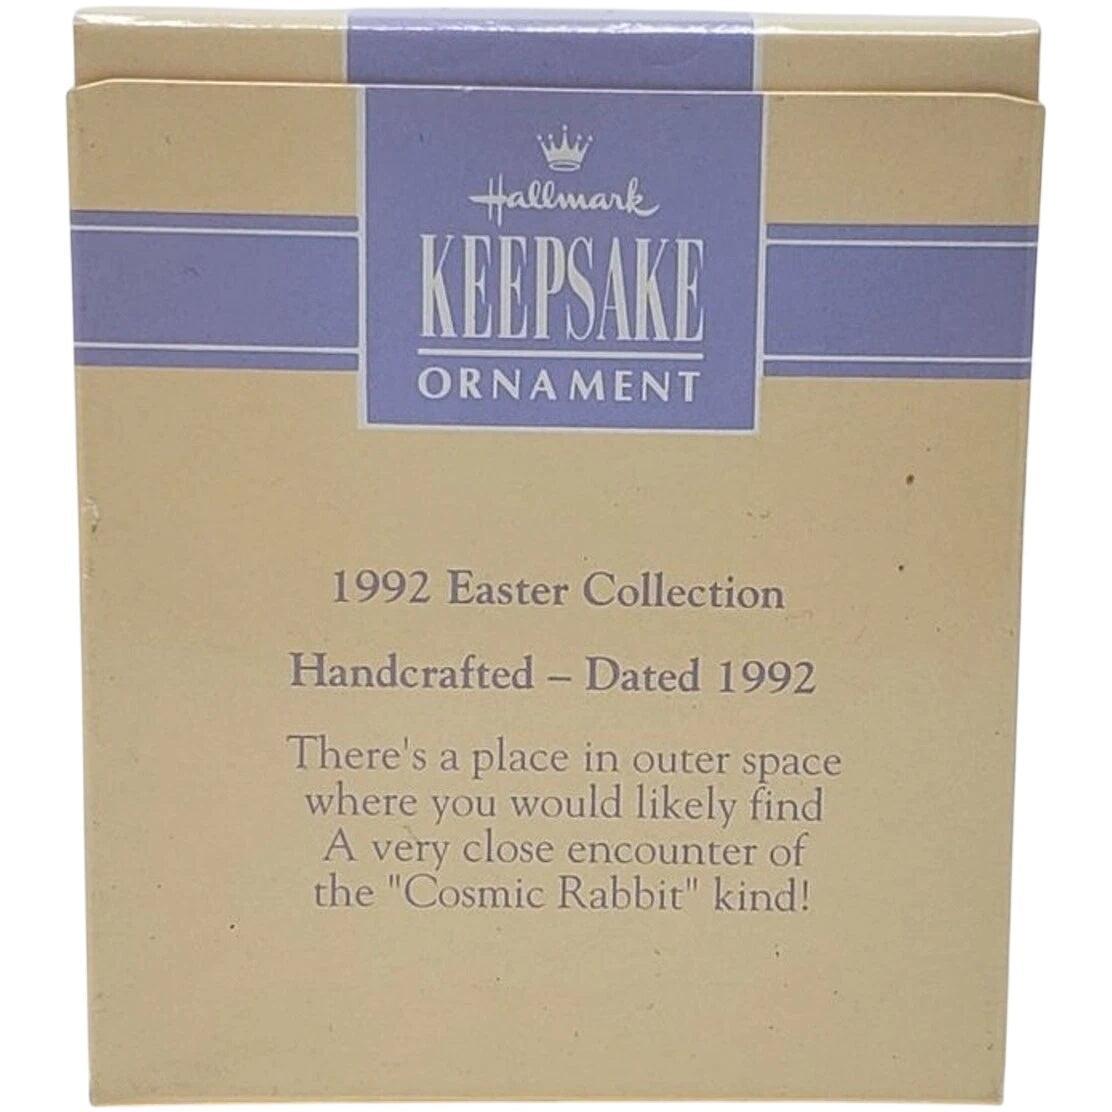 Hallmark
KEEPSAKE
ORNAMENT
1992 Easter Collection
Handcrafted – Dated 1992
There's a place in outer space
where you would likely find
A very close encounter of
the "Cosmic Rabbit" kind!